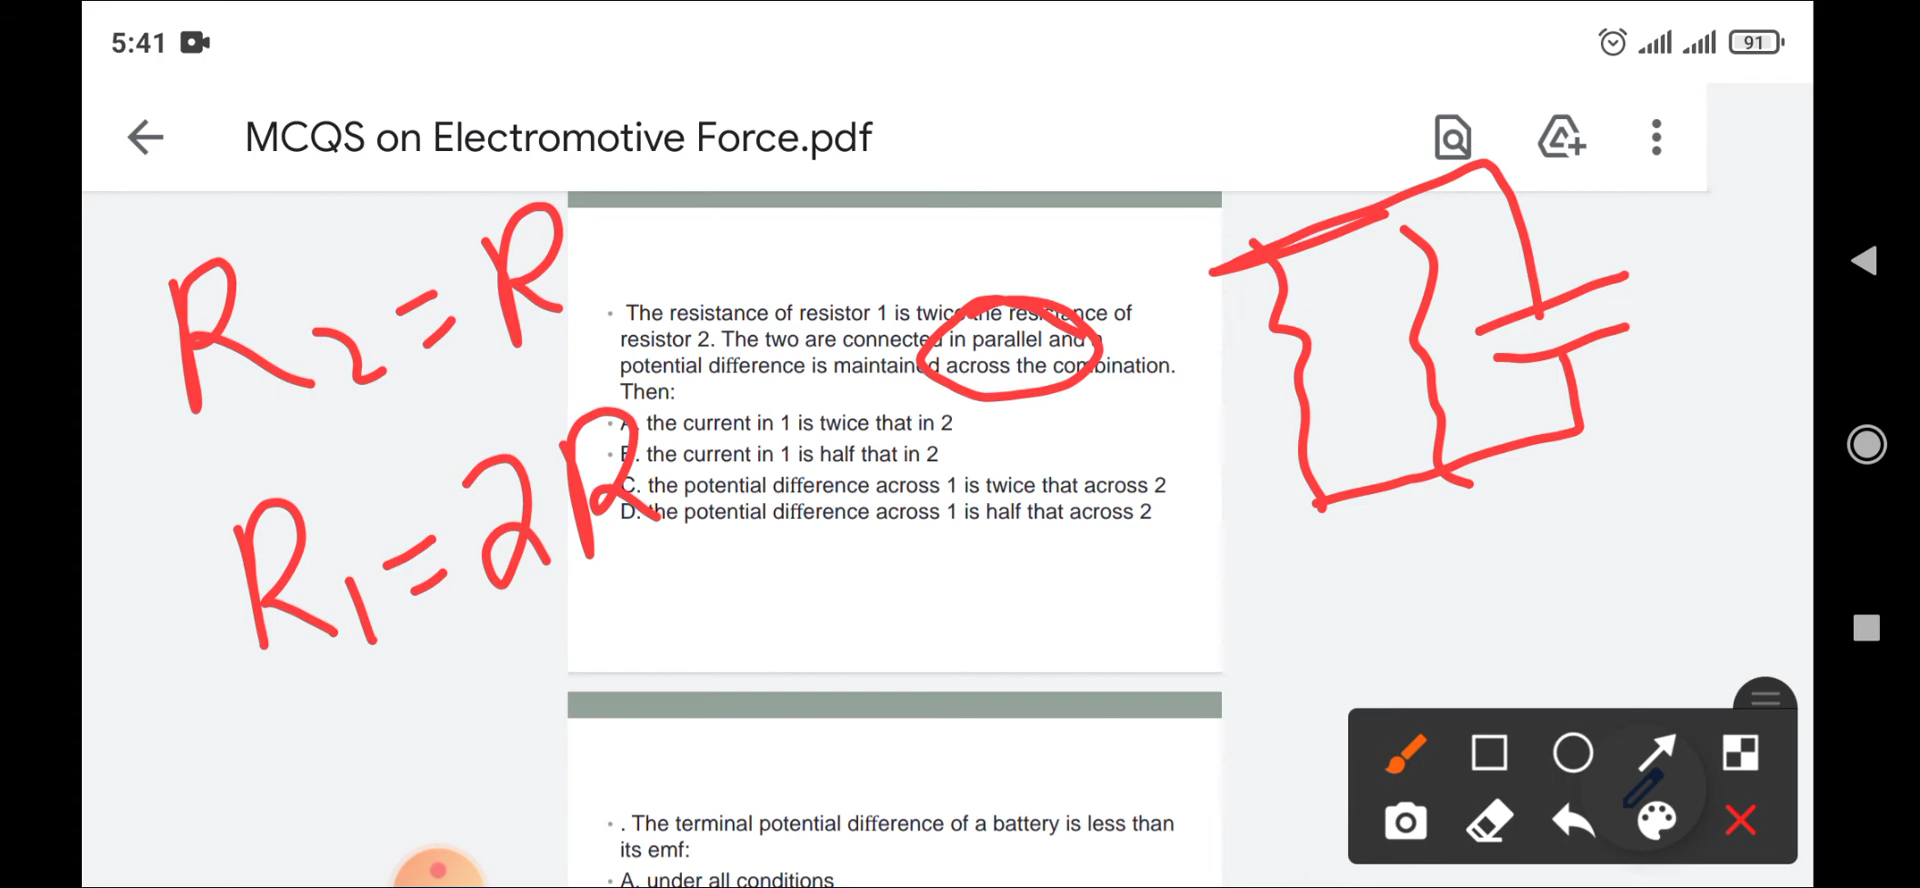 5:41
91
MCQS on Electromotive Force.pdf
R2 = R
• The resistance of resistor 1 is twice the resistance of
resistor 2. The two are connected in parallel and a
potential difference is maintained across the combination.
Then:
• A. the current in 1 is twice that in 2
• B. the current in 1 is half that in 2
C. the potential difference across 1 is twice that across 2
D. the potential difference across 1 is half that across 2
R1 = 2R
• . The terminal potential difference of a battery is less than
its emf:
• A. under all conditions